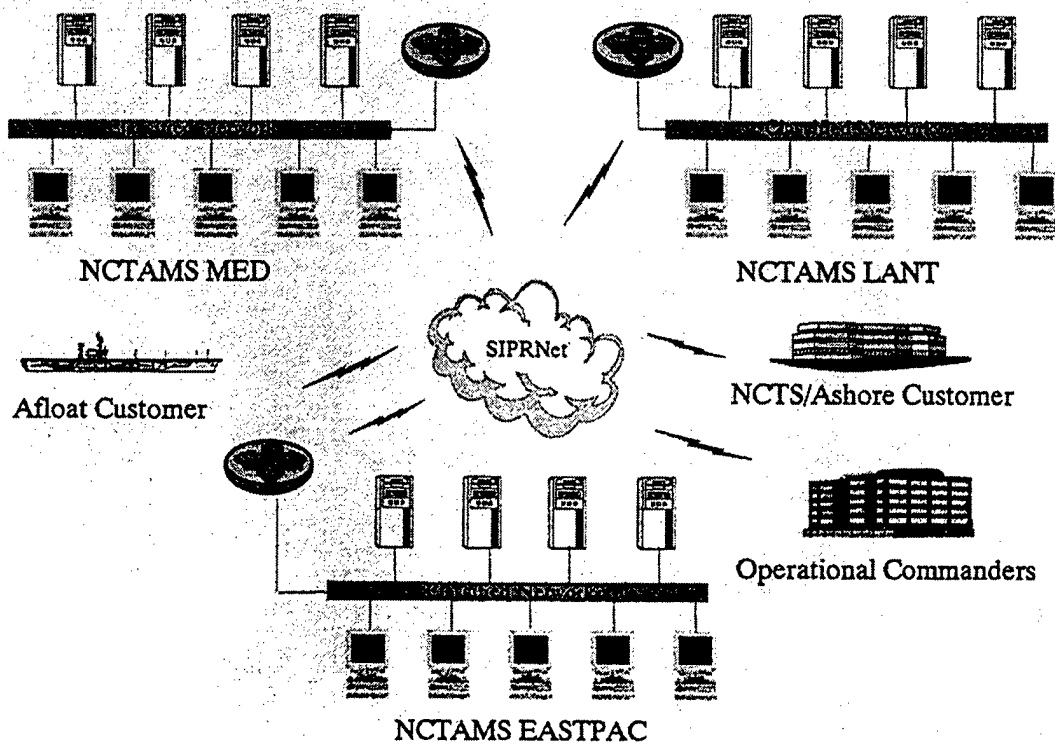 NCTAMS MED
NCTAMS LANT
SIPRNet
Afloat Customer
NCTS/Ashore Customer
Operational Commanders
NCTAMS EASTPAC